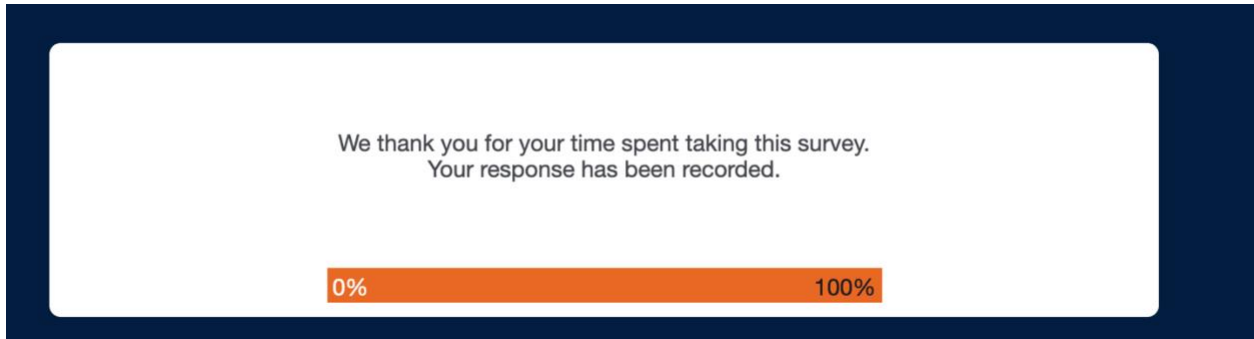 We thank you for your time spent taking this survey.
Your response has been recorded.
0% 100%